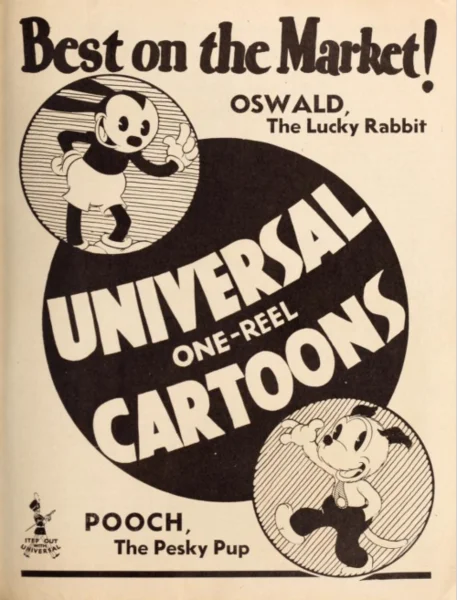 Best on the Market!
OSWALD,
The Lucky Rabbit
UNIVERSAL
ONE-REEL
CARTOONS
POOCH,
The Pesky Pup
STEP OUT
WITH
UNIVERSAL